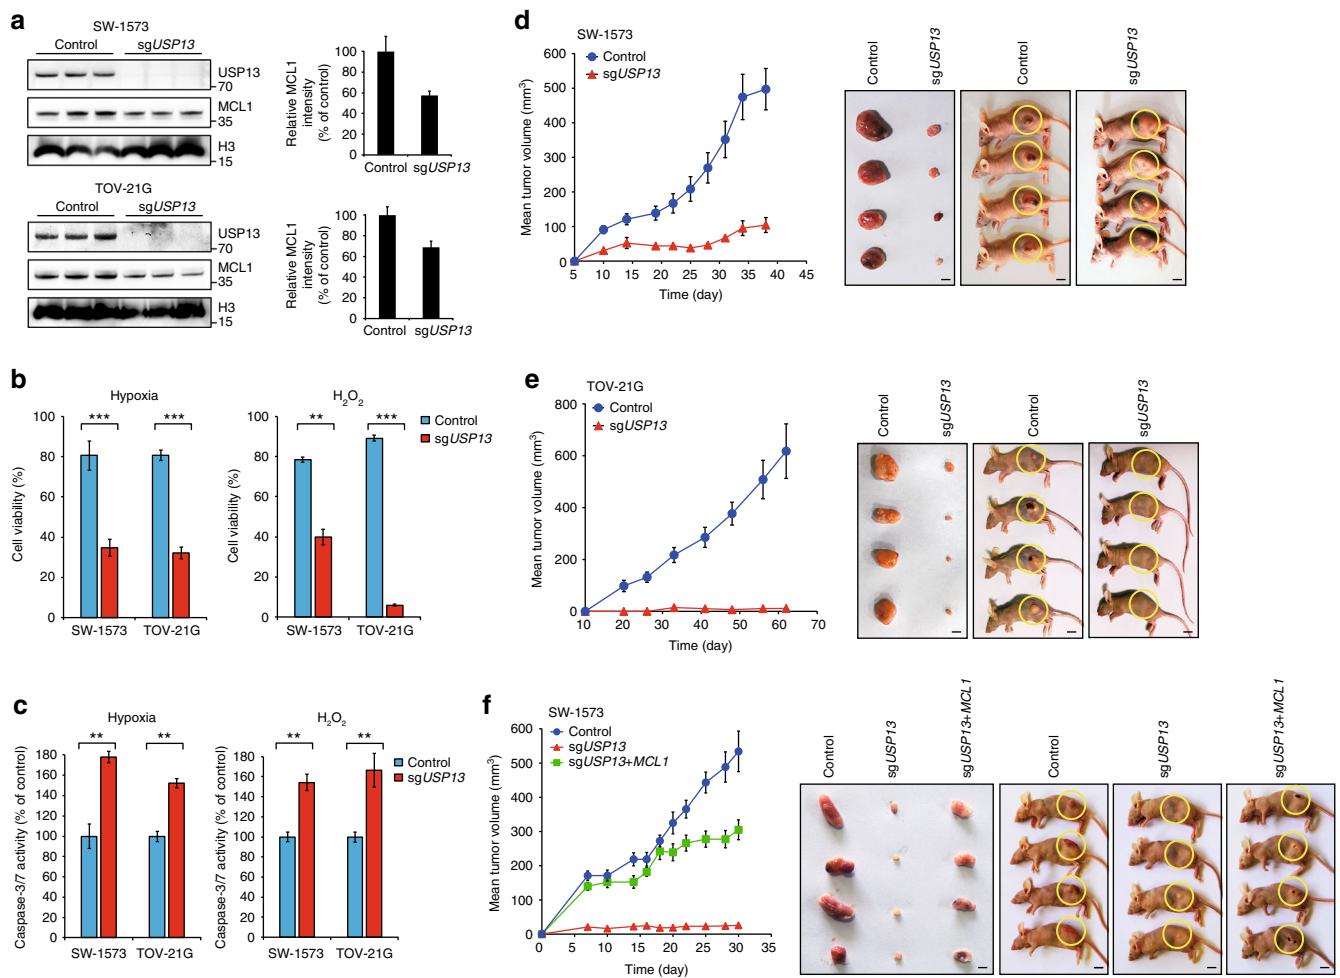 a
SW-1573
Control sgUSP13
USP13
70
MCL1
35
H3
15
Relative MCL1
intensity
(% of control)
100
80
60
40
20
0
Control sgUSP13
TOV-21G
Control sgUSP13
USP13
70
MCL1
35
H3
15
Relative MCL1
intensity
(% of control)
100
80
60
40
20
0
Control sgUSP13
b
Hypoxia
Cell viability (%)
100
80
60
40
20
0
*** ***
SW-1573 TOV-21G
H2O2
Cell viability (%)
100
80
60
40
20
0
** ***
SW-1573 TOV-21G
Control
sgUSP13
c
Hypoxia
Caspase-3/7 activity (% of control)
180
160
140
120
100
80
60
40
20
0
** **
SW-1573 TOV-21G
H2O2
Caspase-3/7 activity (% of control)
180
160
140
120
100
80
60
40
20
0
** **
SW-1573 TOV-21G
Control
sgUSP13
d
SW-1573
Control
sgUSP13
Mean tumor volume (mm3)
600
500
400
300
200
100
0
5 10 15 20 25 30 35 40 45
Time (day)
Control
sgUSP13
Control
sgUSP13
e
TOV-21G
Control
sgUSP13
Mean tumor volume (mm3)
800
600
400
200
0
10 20 30 40 50 60 70
Time (day)
Control
sgUSP13
Control
sgUSP13
f
SW-1573
Control
sgUSP13
sgUSP13+MCL1
Mean tumor volume (mm3)
600
500
400
300
200
100
0
0 5 10 15 20 25 30 35
Time (day)
Control
sgUSP13
sgUSP13+MCL1
Control
sgUSP13
sgUSP13+MCL1